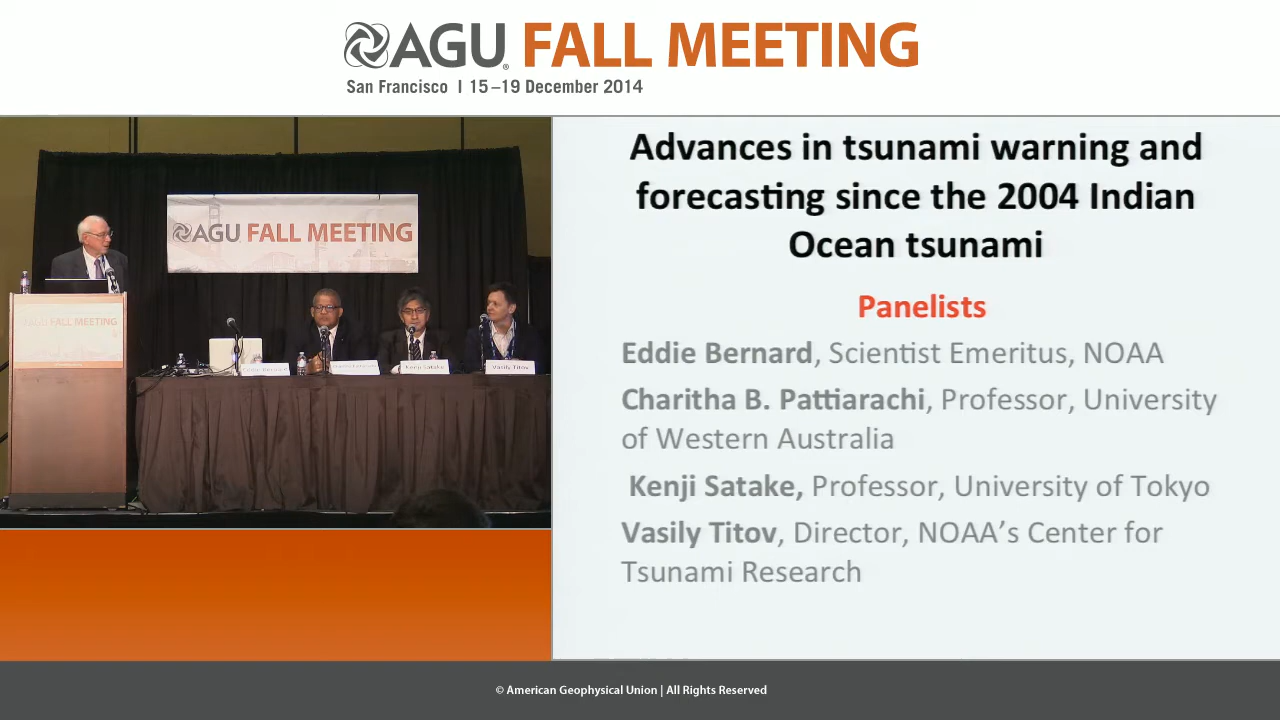 AGU FALL MEETING
San Francisco | 15–19 December 2014
AGU FALL MEETING
AGU FALL MEETING
Kenji Satake
Vasily Titov
Advances in tsunami warning and
forecasting since the 2004 Indian
Ocean tsunami
Panelists
Eddie Bernard, Scientist Emeritus, NOAA
Charitha B. Pattiarachi, Professor, University
of Western Australia
Kenji Satake, Professor, University of Tokyo
Vasily Titov, Director, NOAA’s Center for
Tsunami Research
© American Geophysical Union | All Rights Reserved